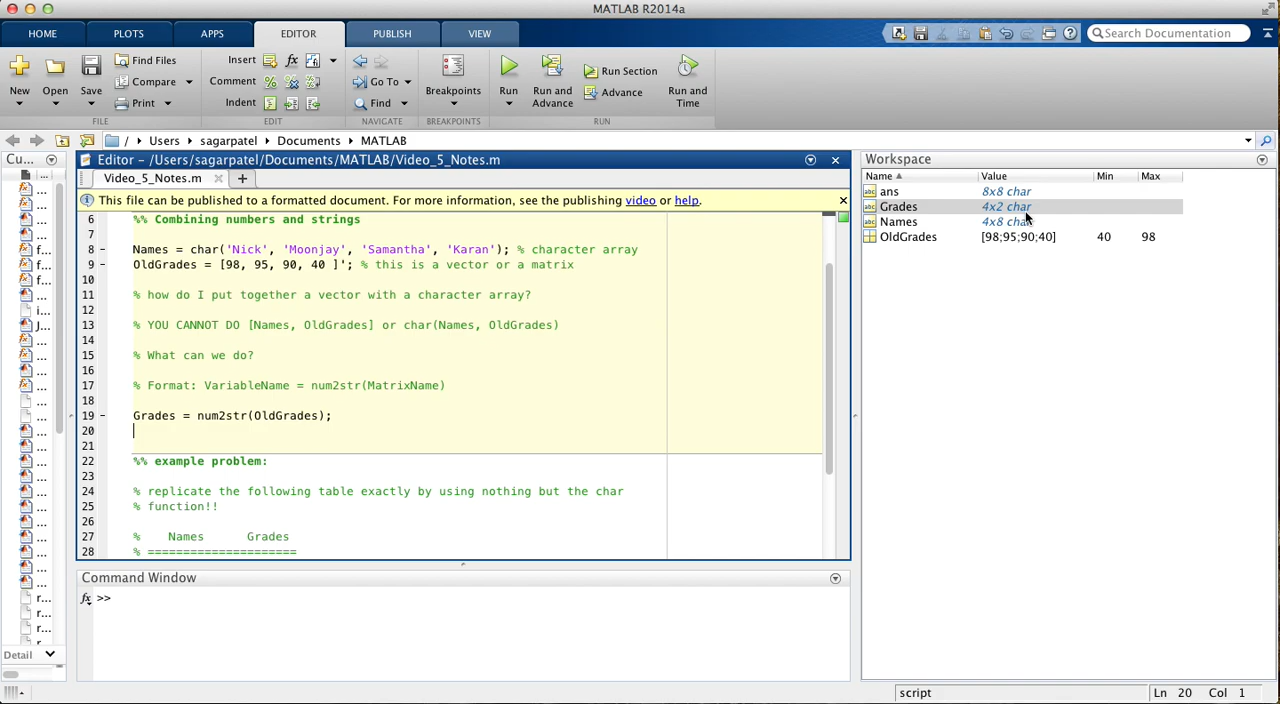 MATLAB R2014a
HOME PLOTS APPS EDITOR PUBLISH VIEW Search Documentation
New Open Save Find Files Compare Print
Insert fx
Comment % % %
Indent
Go To Find
Breakpoints
Run Run and Advance Run Section Advance Run and Time
FILE EDIT NAVIGATE BREAKPOINTS RUN
/ Users sagarpatel Documents MATLAB
Cu...
Editor - /Users/sagarpatel/Documents/MATLAB/Video_5_Notes.m
Video_5_Notes.m × +
This file can be published to a formatted document. For more information, see the publishing video or help.
6 %% Combining numbers and strings
7
8 - Names = char('Nick', 'Moonjay', 'Samantha', 'Karan'); % character array
9 - OldGrades = [98, 95, 90, 40 ]'; % this is a vector or a matrix
10
11 % how do I put together a vector with a character array?
12
13 % YOU CANNOT DO [Names, OldGrades] or char(Names, OldGrades)
14
15 % What can we do?
16
17 % Format: VariableName = num2str(MatrixName)
18
19 - Grades = num2str(OldGrades);
20
21
22 %% example problem:
23
24 % replicate the following table exactly by using nothing but the char
25 % function!!
26
27 % Names Grades
28 % =====================
Command Window
fx >>
Detail
Workspace
Name Value Min Max
abc ans 8x8 char
abc Grades 4x2 char
abc Names 4x8 char
OldGrades [98;95;90;40] 40 98
script Ln 20 Col 1